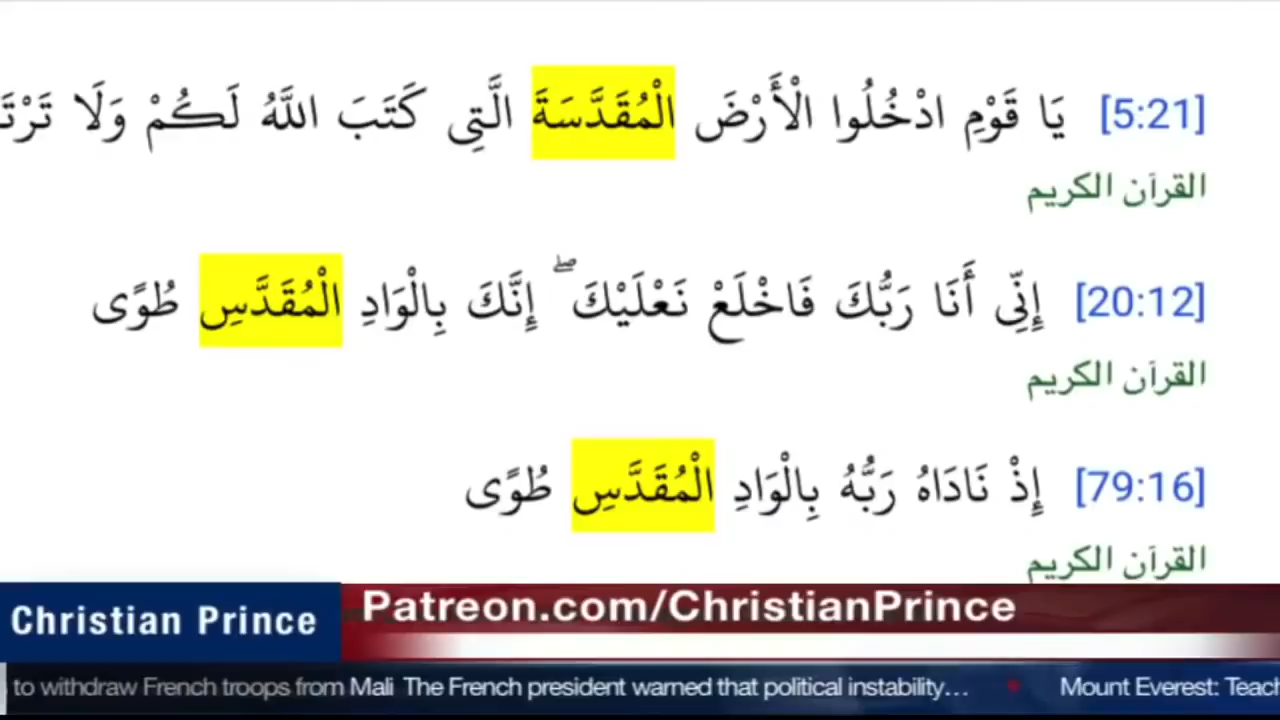 [5:21] يَا قَوْمِ ادْخُلُوا الْأَرْضَ الْمُقَدَّسَةَ الَّتِي كَتَبَ اللَّهُ لَكُمْ وَلَا تَرْتَ
القرآن الكريم
[20:12] إِنِّي أَنَا رَبُّكَ فَاخْلَعْ نَعْلَيْكَ ۖ إِنَّكَ بِالْوَادِ الْمُقَدَّسِ طُوًى
القرآن الكريم
[79:16] إِذْ نَادَاهُ رَبُّهُ بِالْوَادِ الْمُقَدَّسِ طُوًى
القرآن الكريم
Christian Prince
Patreon.com/ChristianPrince
to withdraw French troops from Mali The French president warned that political instability... Mount Everest: Teach